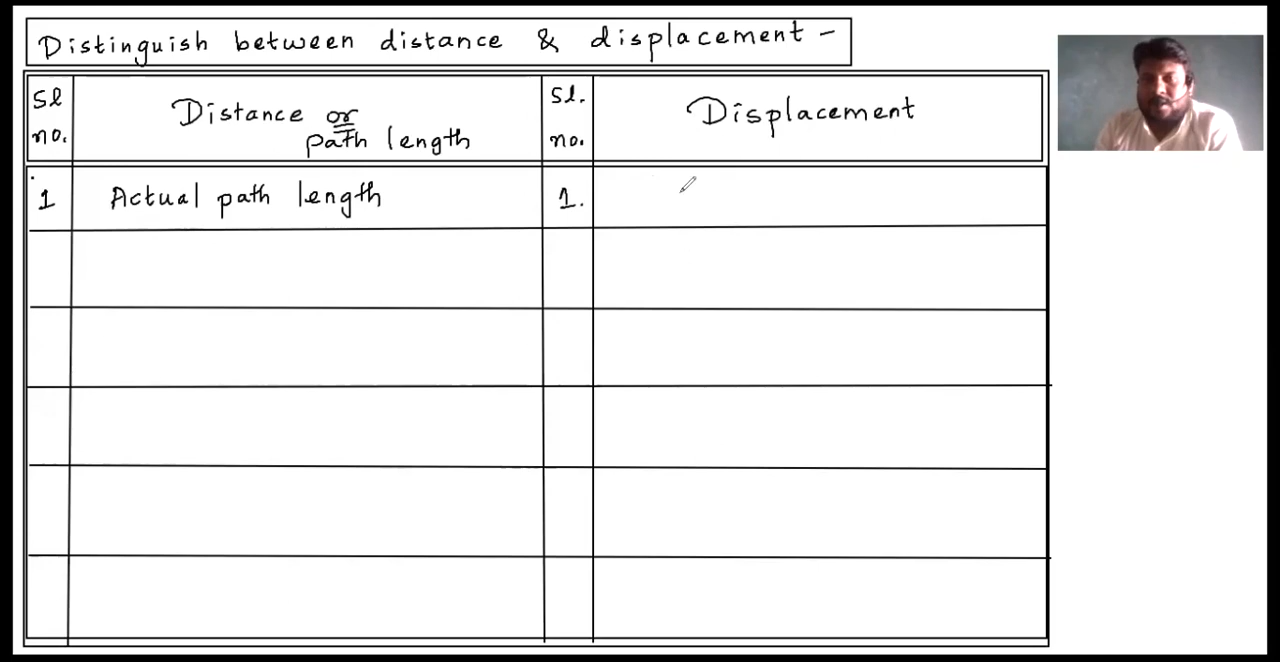 Distinguish between distance & displacement -
Sl no.
Distance or path length
Sl. no.
Displacement
1
Actual path length
1.